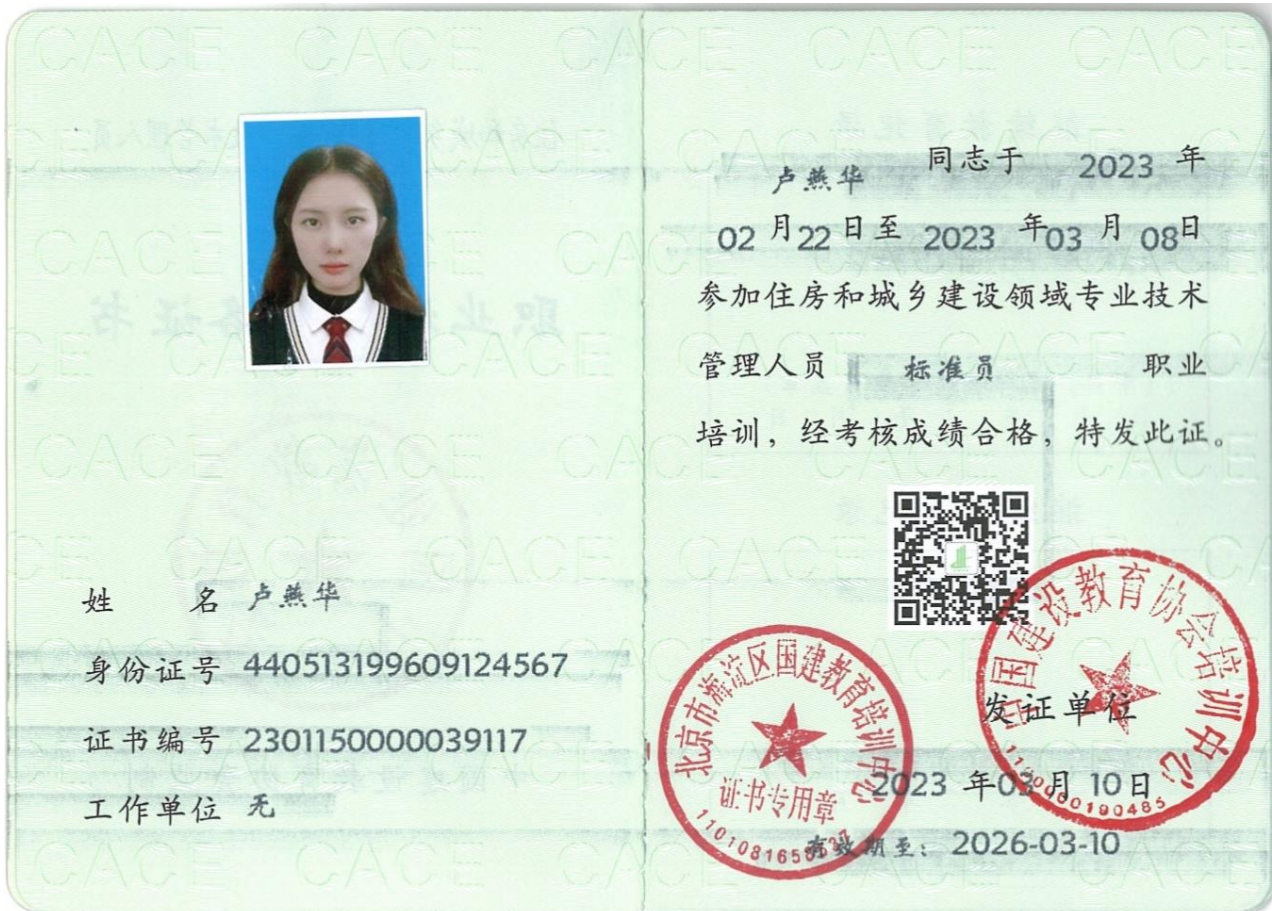 姓 名 卢燕华
身份证号 440513199609124567
证书编号 2301150000039117
工作单位 无
卢燕华 同志于 2023 年
02 月 22 日至 2023 年 03 月 08 日
参加住房和城乡建设领域专业技术
管理人员 标准员 职业
培训，经考核成绩合格，特发此证。
中国建设教育协会培训中心
北京市海淀区国建教育培训中心
证书专用章
发证单位
2023 年 03 月 10 日
有效期至：2026-03-10
CACE